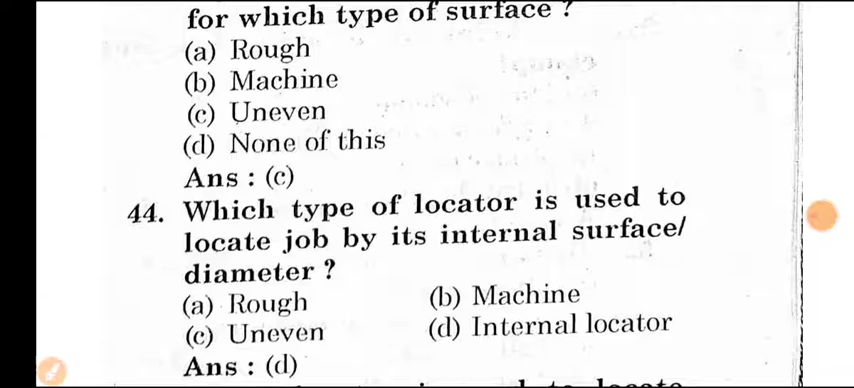 for which type of surface ?
(a) Rough
(b) Machine
(c) Uneven
(d) None of this
Ans : (c)
44. Which type of locator is used to
locate job by its internal surface/
diameter ?
(a) Rough (b) Machine
(c) Uneven (d) Internal locator
Ans : (d)